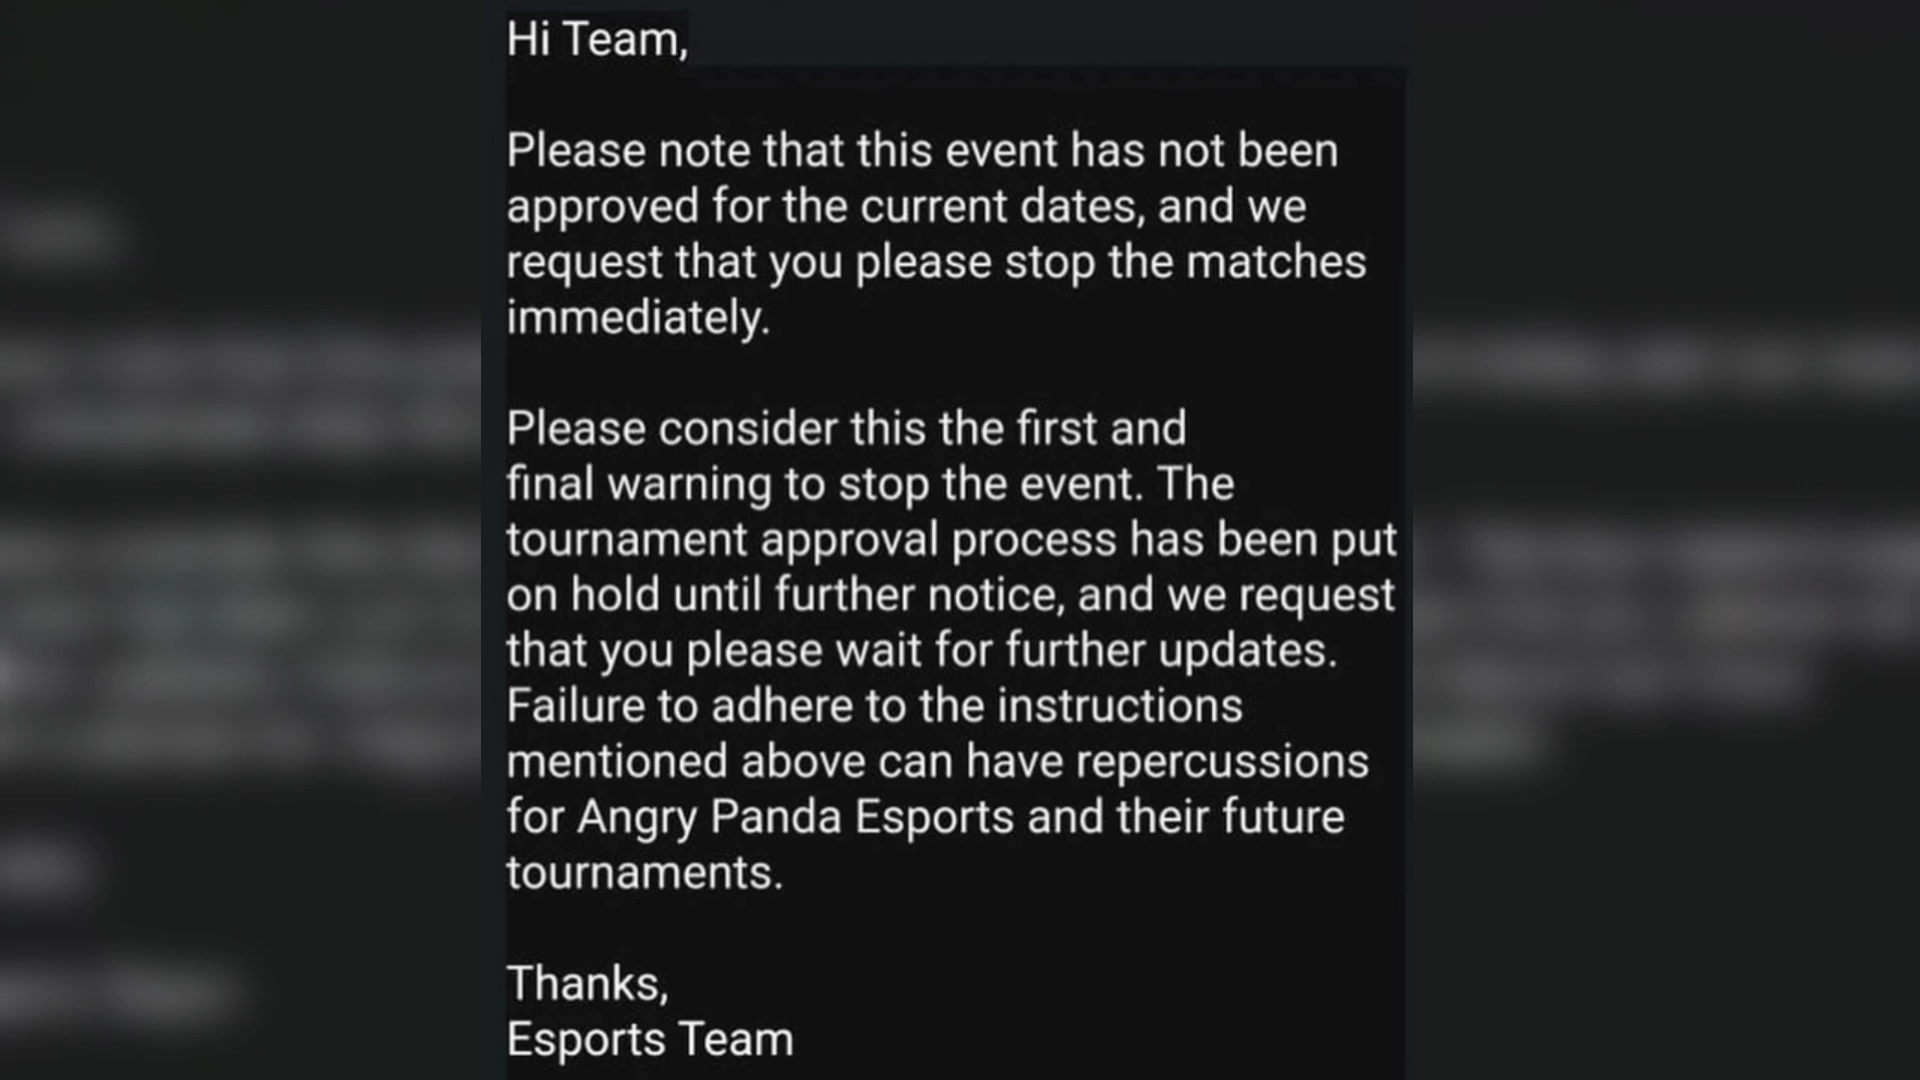 Hi Team,
Please note that this event has not been
approved for the current dates, and we
request that you please stop the matches
immediately.
Please consider this the first and
final warning to stop the event. The
tournament approval process has been put
on hold until further notice, and we request
that you please wait for further updates.
Failure to adhere to the instructions
mentioned above can have repercussions
for Angry Panda Esports and their future
tournaments.
Thanks,
Esports Team